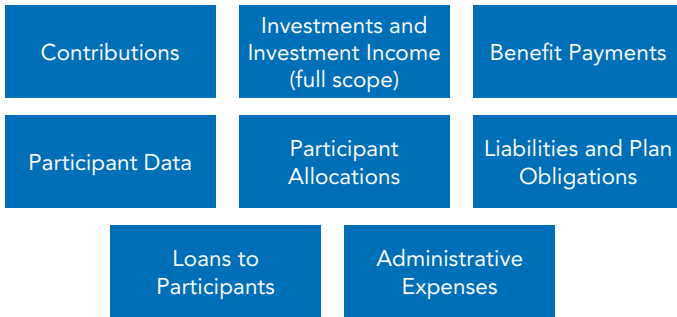 Contributions
Investments and
Investment Income
(full scope)
Benefit Payments
Participant Data
Participant
Allocations
Liabilities and Plan
Obligations
Loans to
Participants
Administrative
Expenses